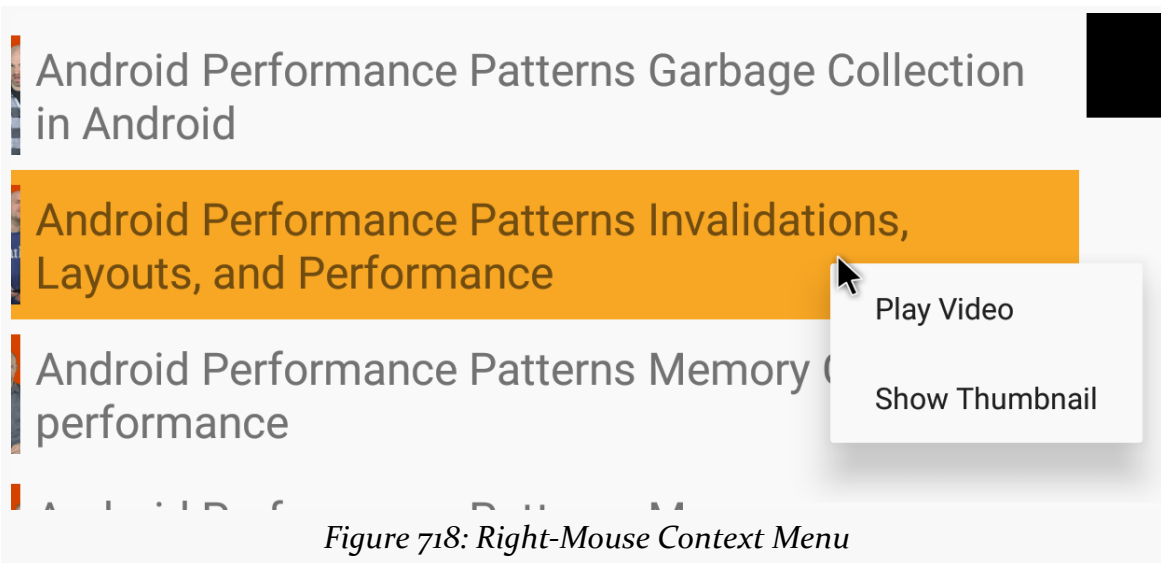 Android Performance Patterns Garbage Collection
in Android
Android Performance Patterns Invalidations,
Layouts, and Performance
Play Video
Android Performance Patterns Memory
performance
Show Thumbnail
Figure 718: Right-Mouse Context Menu